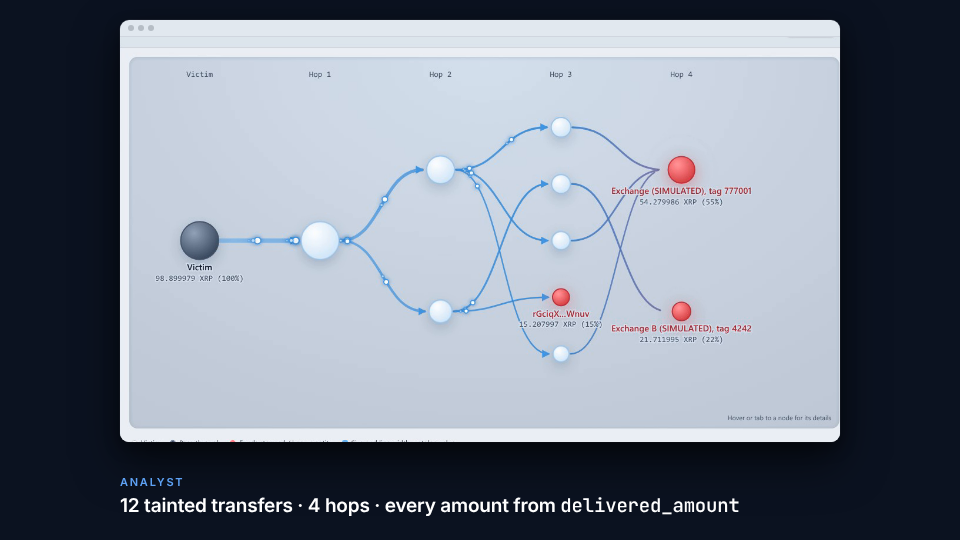 Victim
Hop 1
Hop 2
Hop 3
Hop 4
Exchange (SIMULATED), tag 777001
54.279986 XRP (55%)
Victim
98.899979 XRP (100%)
rGciqX…Wnuv
15.207997 XRP (15%)
Exchange B (SIMULATED), tag 4242
21.711995 XRP (22%)
Hover or tab to a node for its details
ANALYST
12 tainted transfers · 4 hops · every amount from delivered_amount